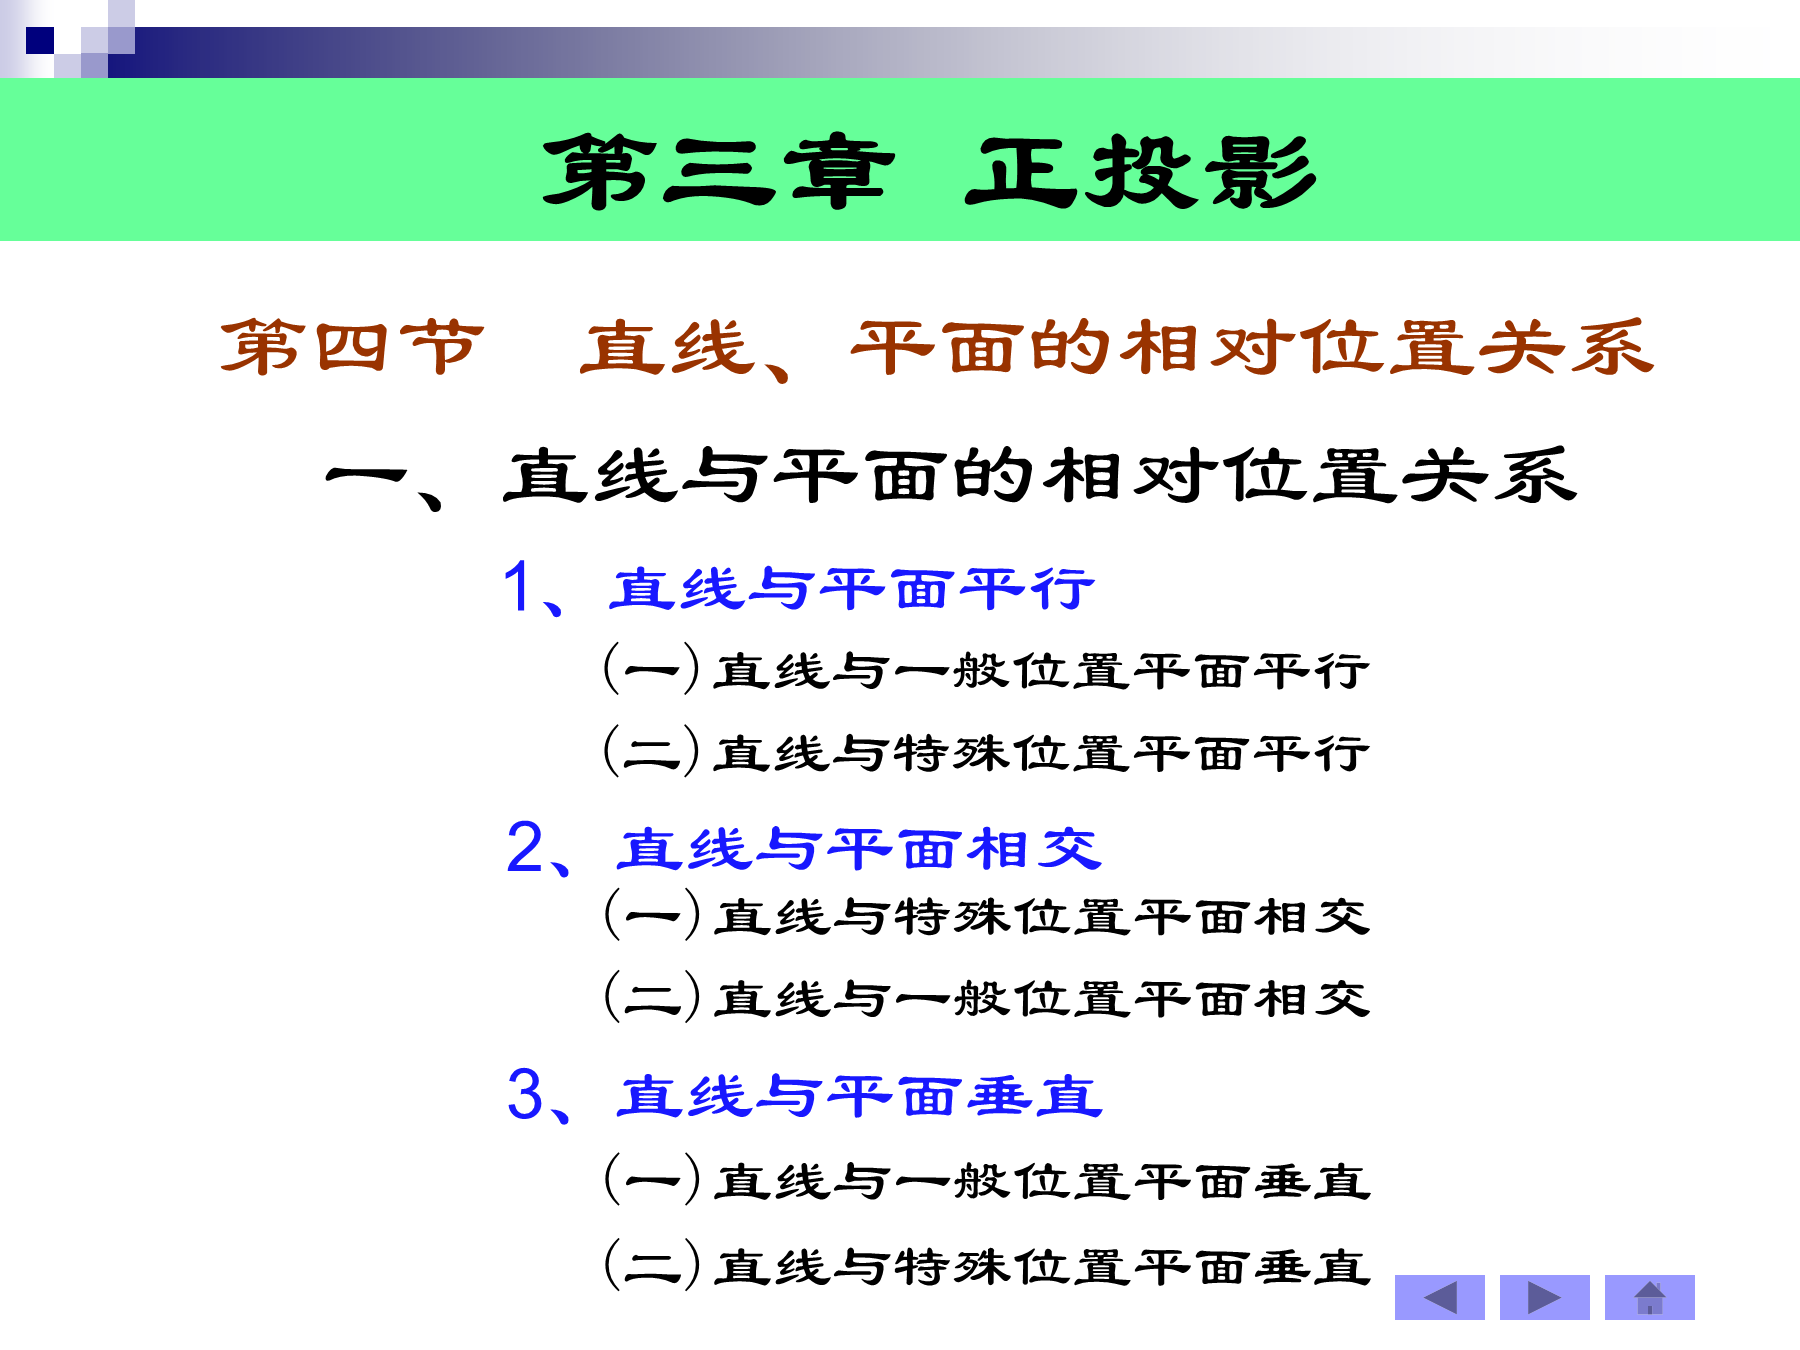 第三章 正投影
第四节 直线、平面的相对位置关系
一、直线与平面的相对位置关系
1、直线与平面平行
(一)直线与一般位置平面平行
(二)直线与特殊位置平面平行
2、直线与平面相交
(一)直线与特殊位置平面相交
(二)直线与一般位置平面相交
3、直线与平面垂直
(一)直线与一般位置平面垂直
(二)直线与特殊位置平面垂直